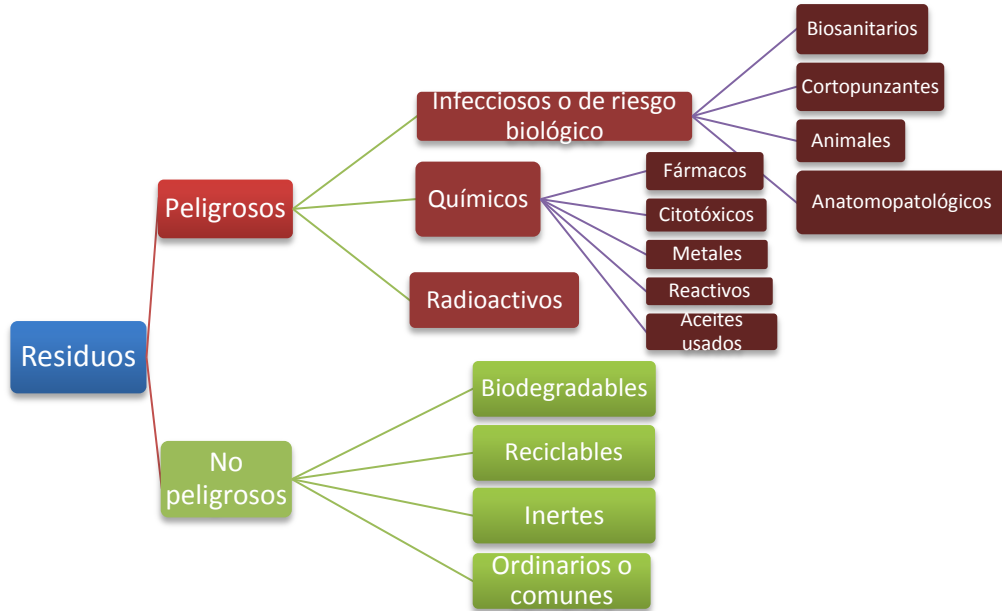 Residuos
Peligrosos
Infecciosos o de riesgo
biológico
Biosanitarios
Cortopunzantes
Animales
Anatomopatológicos
Químicos
Fármacos
Citotóxicos
Metales
Reactivos
Aceites
usados
Radioactivos
No
peligrosos
Biodegradables
Reciclables
Inertes
Ordinarios o
comunes